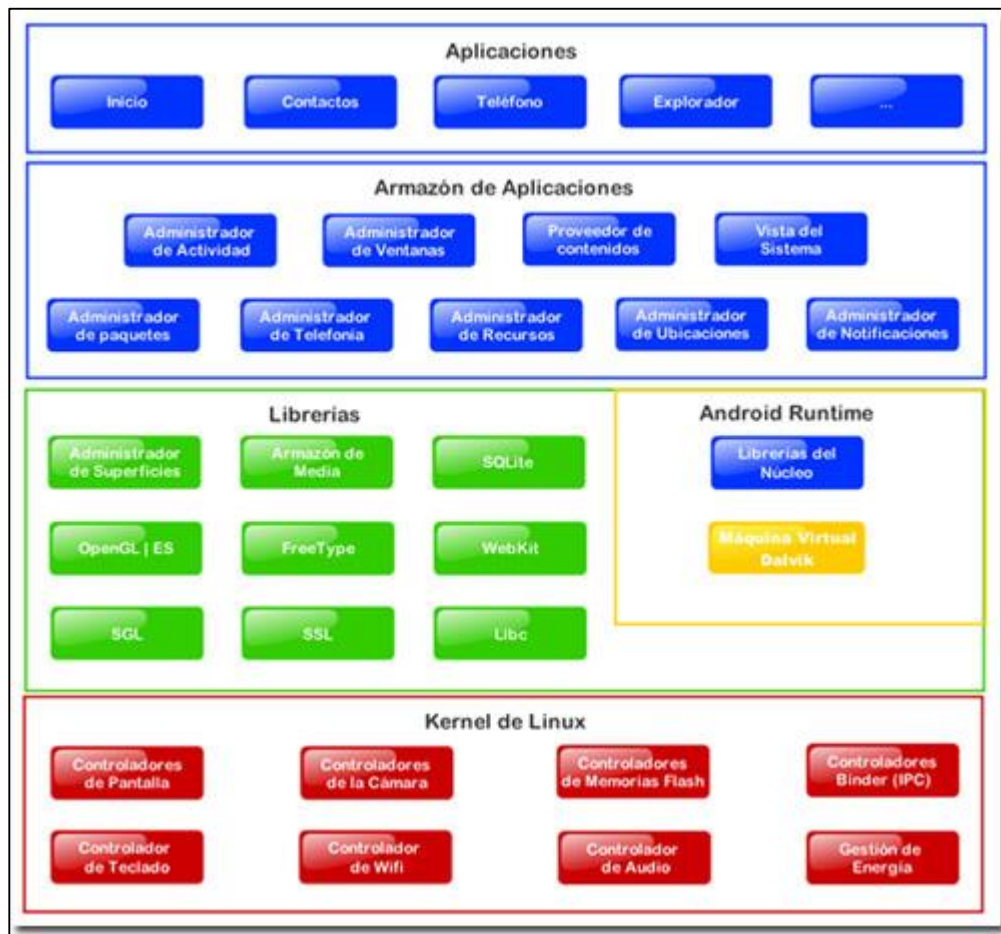 Aplicaciones
Inicio
Contactos
Teléfono
Explorador
...
Armazón de Aplicaciones
Administrador
de Actividad
Administrador
de Ventanas
Proveedor de
contenidos
Vista del
Sistema
Administrador
de paquetes
Administrador
de Telefonia
Administrador
de Recursos
Administrador
de Ubicaciones
Administrador
de Notificaciones
Librerias
Administrador
de Superficies
Armazón de
Media
SQLite
OpenGL | ES
FreeType
WebKit
SGL
SSL
Libc
Android Runtime
Librerías del
Núcleo
Máquina Virtual
Dalvik
Kernel de Linux
Controladores
de Pantalla
Controladores
de la Cámara
Controladores
de Memorias Flash
Controladores
Binder (IPC)
Controlador
de Teclado
Controlador
de Wifi
Controlador
de Audio
Gestión de
Energía